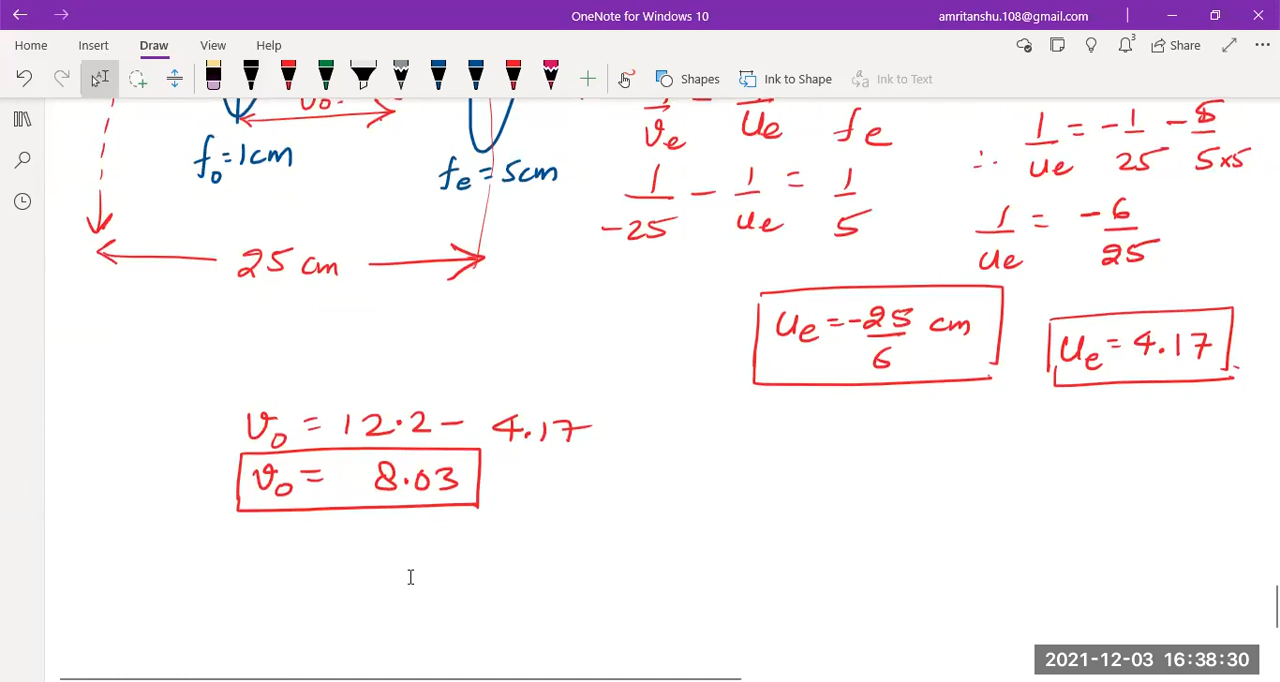 OneNote for Windows 10
amritanshu.108@gmail.com
Home Insert Draw View Help
Share
Shapes Ink to Shape Ink to Text
v₀
f₀ = 1cm
fe = 5cm
25 cm
1/ve - 1/ue fe
1/-25 - 1/ue = 1/5
∴ 1/ue = -1/25 - 5/5×5
1/ue = -6/25
ue = -25/6 cm
ue = 4.17
v₀ = 12.2 - 4.17
v₀ = 8.03
2021-12-03 16:38:30